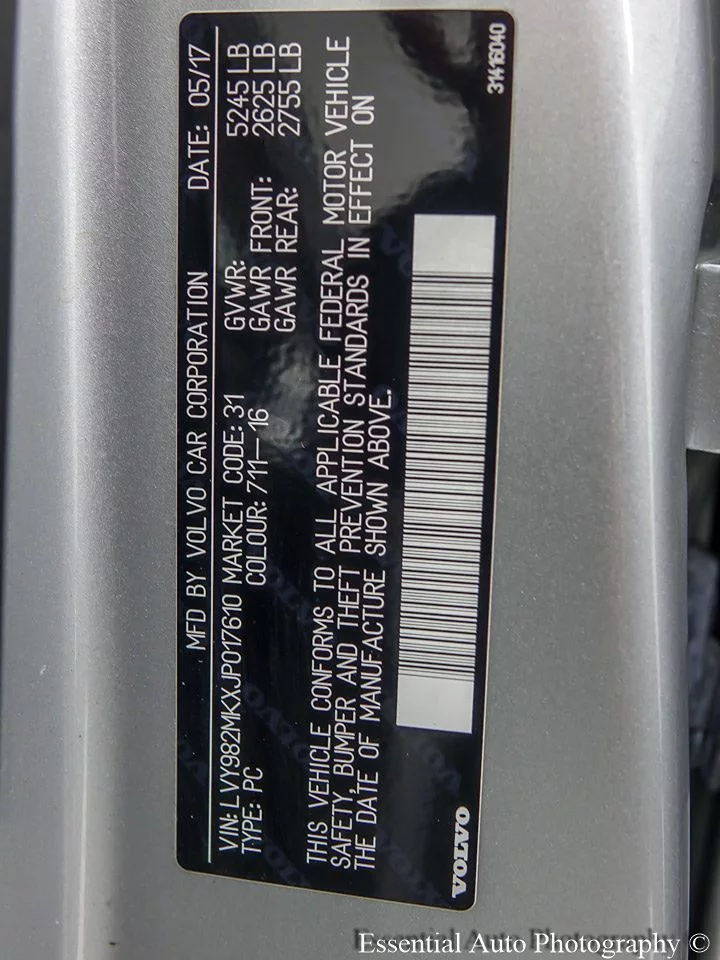 MFD BY VOLVO CAR CORPORATION DATE: 05/17
VIN: LVY982MKXJP017610 MARKET CODE: 31 GVWR: 5245 LB
TYPE: PC COLOUR: 711-16 GAWR FRONT: 2625 LB
GAWR REAR: 2755 LB
THIS VEHICLE CONFORMS TO ALL APPLICABLE FEDERAL MOTOR VEHICLE
SAFETY, BUMPER AND THEFT PREVENTION STANDARDS IN EFFECT ON
THE DATE OF MANUFACTURE SHOWN ABOVE.
VOLVO
31416040
Essential Auto Photography ©